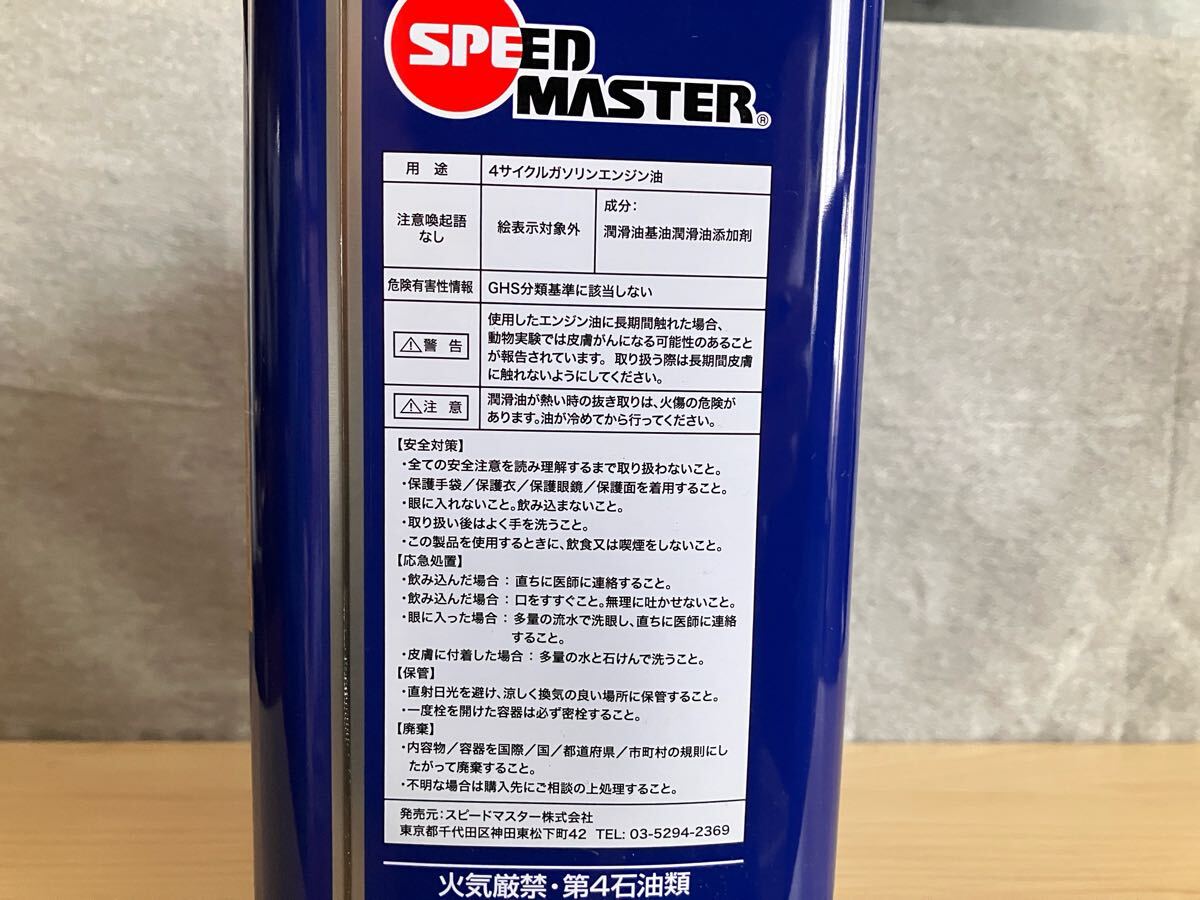 SPEED
MASTER®
用途 4サイクルガソリンエンジン油
注意喚起語
なし
絵表示対象外
成分：
潤滑油基油潤滑油添加剤
危険有害性情報 GHS分類基準に該当しない
⚠警告
使用したエンジン油に長期間触れた場合、
動物実験では皮膚がんになる可能性のあること
が報告されています。取り扱う際は長期間皮膚
に触れないようにしてください。
⚠注意
潤滑油が熱い時の抜き取りは、火傷の危険が
あります。油が冷めてから行ってください。
【安全対策】
・全ての安全注意を読み理解するまで取り扱わないこと。
・保護手袋／保護衣／保護眼鏡／保護面を着用すること。
・眼に入れないこと。飲み込まないこと。
・取り扱い後はよく手を洗うこと。
・この製品を使用するときに、飲食又は喫煙をしないこと。
【応急処置】
・飲み込んだ場合：直ちに医師に連絡すること。
・飲み込んだ場合：口をすすぐこと。無理に吐かせないこと。
・眼に入った場合：多量の流水で洗眼し、直ちに医師に連絡
すること。
・皮膚に付着した場合：多量の水と石けんで洗うこと。
【保管】
・直射日光を避け、涼しく換気の良い場所に保管すること。
・一度栓を開けた容器は必ず密栓すること。
【廃棄】
・内容物／容器を国際／国／都道府県／市町村の規則にし
たがって廃棄すること。
・不明な場合は購入先にご相談の上処理すること。
発売元：スピードマスター株式会社
東京都千代田区神田東松下町42 TEL: 03-5294-2369
火気厳禁・第4石油類